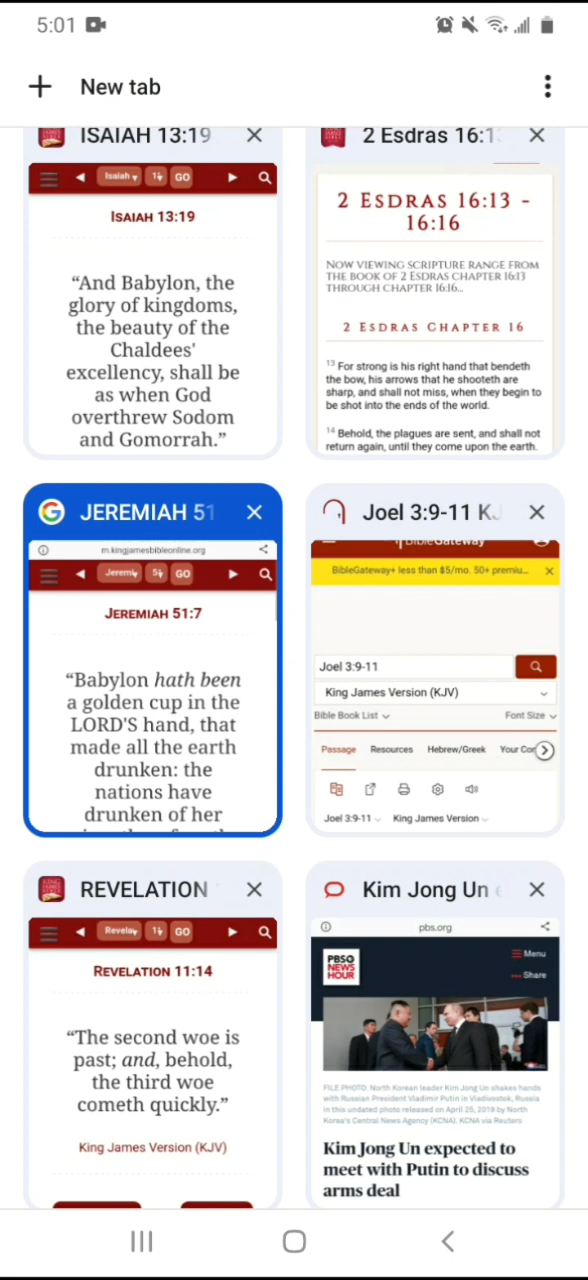 5:01
New tab
ISAIAH 13:19
Isaiah
GO
ISAIAH 13:19
“And Babylon, the
glory of kingdoms,
the beauty of the
Chaldees'
excellency, shall be
as when God
overthrew Sodom
and Gomorrah.”
2 Esdras 16:1
2 ESDRAS 16:13 -
16:16
NOW VIEWING SCRIPTURE RANGE FROM
THE BOOK OF 2 ESDRAS CHAPTER 16:13
THROUGH CHAPTER 16:16...
2 ESDRAS CHAPTER 16
13 For strong is his right hand that bendeth
the bow, his arrows that he shooteth are
sharp, and shall not miss, when they begin to
be shot into the ends of the world.
14 Behold, the plagues are sent, and shall not
return again, until they come upon the earth.
JEREMIAH 51
m.kingjamesbibleonline.org
Jeremi
GO
JEREMIAH 51:7
“Babylon hath been
a golden cup in the
LORD'S hand, that
made all the earth
drunken: the
nations have
drunken of her
Joel 3:9-11 KJ
BibleGateway
BibleGateway+ less than $5/mo. 50+ premiu...
Joel 3:9-11
King James Version (KJV)
Bible Book List
Font Size
Passage Resources Hebrew/Greek Your Con
Joel 3:9-11 King James Version
REVELATION
Revelay
GO
REVELATION 11:14
“The second woe is
past; and, behold,
the third woe
cometh quickly.”
King James Version (KJV)
Kim Jong Un e
pbs.org
PBS
NEWS
HOUR
Menu
Share
FILE PHOTO: North Korean leader Kim Jong Un shakes hands
with Russian President Vladimir Putin in Vladivostok, Russia
in this undated photo released on April 25, 2019 by North
Korea's Central News Agency (KCNA). KCNA via Reuters
Kim Jong Un expected to
meet with Putin to discuss
arms deal